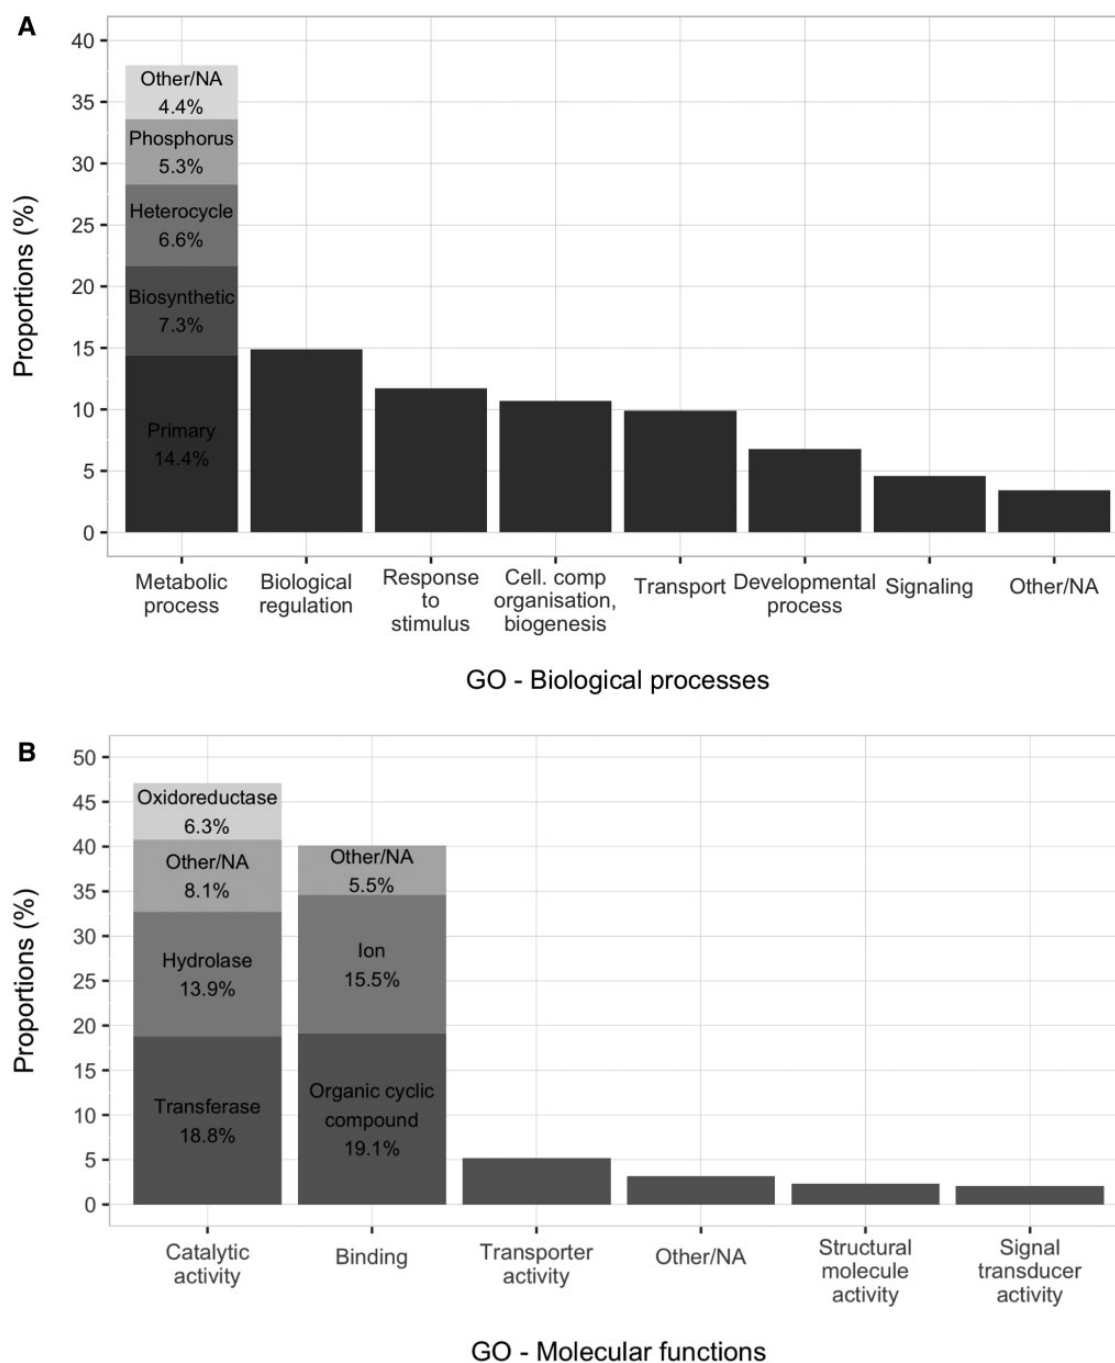 A
40
35
30
25
20
15
10
5
0
Proportions (%)
Other/NA
4.4%
Phosphorus
5.3%
Heterocycle
6.6%
Biosynthetic
7.3%
Primary
14.4%
Metabolic
process
Biological
regulation
Response
to
stimulus
Cell. comp
organisation,
biogenesis
Transport
Developmental
process
Signaling
Other/NA
GO - Biological processes
B
50
45
40
35
30
25
20
15
10
5
0
Proportions (%)
Oxidoreductase
6.3%
Other/NA
8.1%
Hydrolase
13.9%
Transferase
18.8%
Other/NA
5.5%
Ion
15.5%
Organic cyclic
compound
19.1%
Catalytic
activity
Binding
Transporter
activity
Other/NA
Structural
molecule
activity
Signal
transducer
activity
GO - Molecular functions